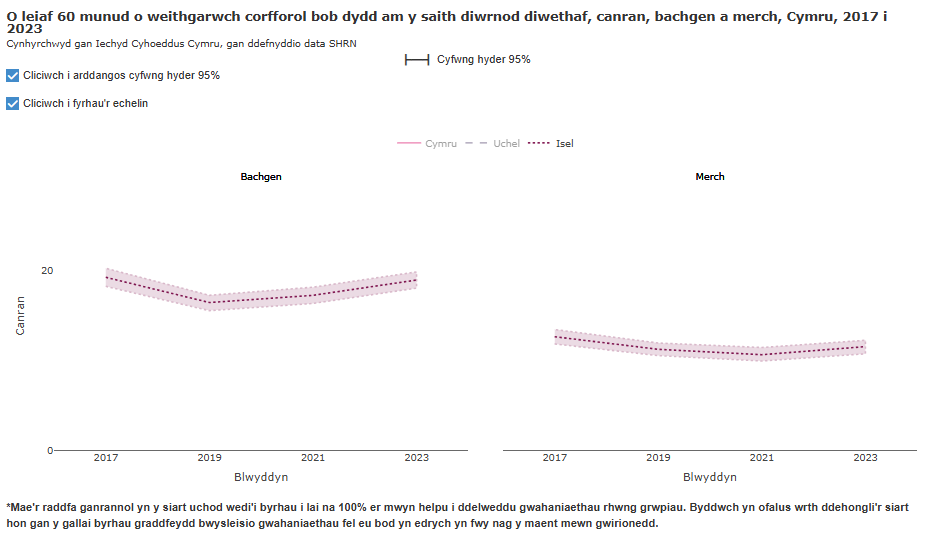 O leiaf 60 munud o weithgarwch corfforol bob dydd am y saith diwrnod diwethaf, canran, bachgen a merch, Cymru, 2017 i
2023
Cynhyrchwyd gan Iechyd Cyhoeddus Cymru, gan ddefnyddio data SHRN
Cyfwng hyder 95%
Cliciwch i arddangos cyfwng hyder 95%
Cliciwch i fyrhau'r echelin
Cymru Uchel Isel
Bachgen Merch
20
Canran
0
2017 2019 2021 2023 2017 2019 2021 2023
Blwyddyn Blwyddyn
*Mae'r raddfa ganrannol yn y siart uchod wedi'i byrhau i lai na 100% er mwyn helpu i ddelweddu gwahaniaethau rhwng grwpiau. Byddwch yn ofalus wrth ddehongli'r siart
hon gan y gallai byrhau graddfeydd bwysleisio gwahaniaethau fel eu bod yn edrych yn fwy nag y maent mewn gwirionedd.